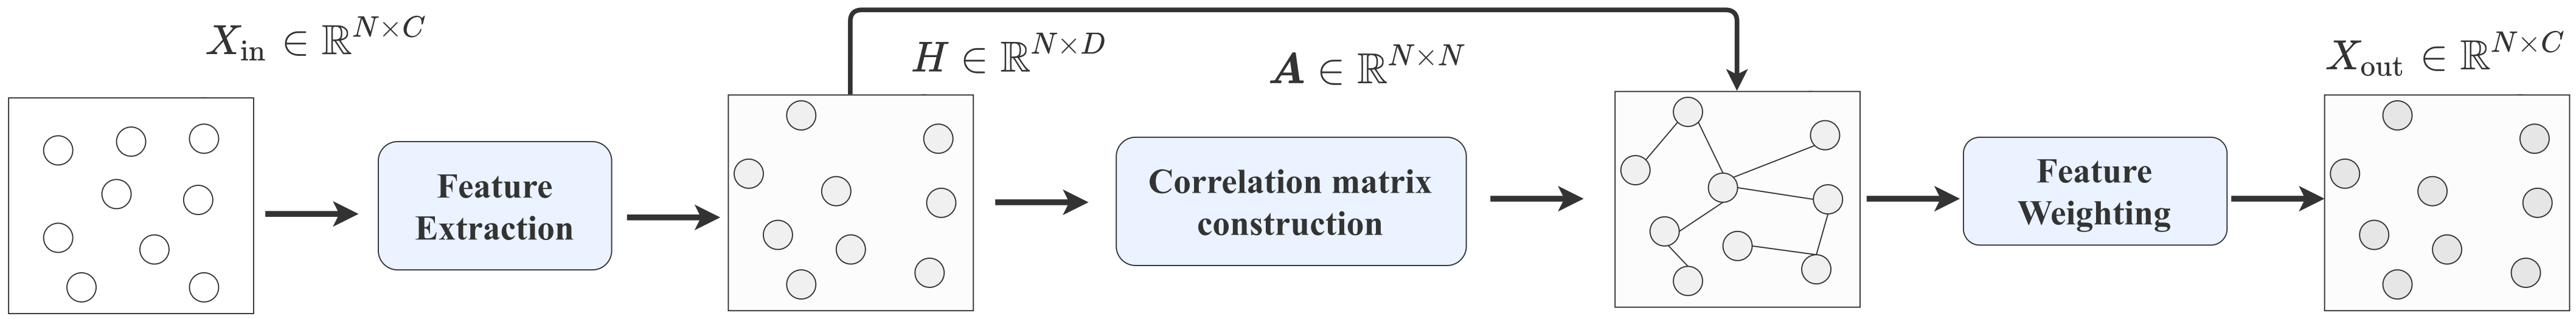 X_in ∈ ℝ^{N×C}
H ∈ ℝ^{N×D}
A ∈ ℝ^{N×N}
X_out ∈ ℝ^{N×C}
Feature
Extraction
Correlation matrix
construction
Feature
Weighting